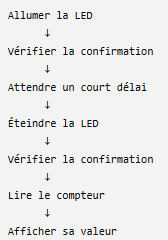 Allumer la LED
↓
Vérifier la confirmation
↓
Attendre un court délai
↓
Éteindre la LED
↓
Vérifier la confirmation
↓
Lire le compteur
↓
Afficher sa valeur